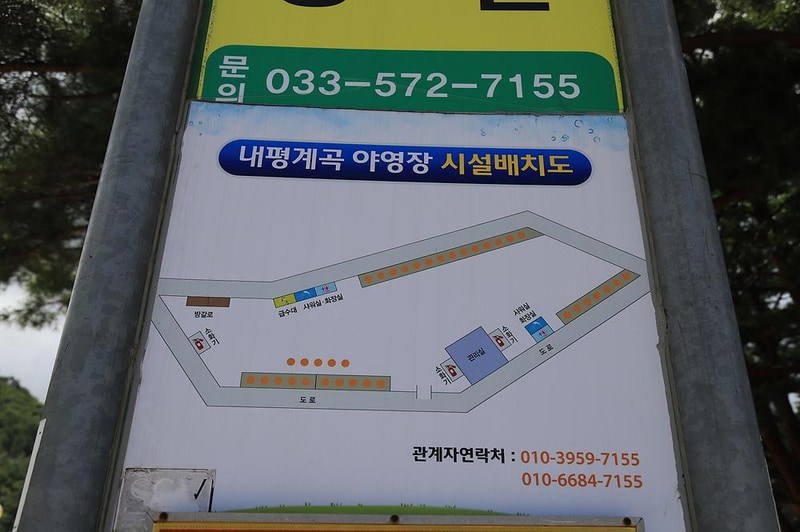 문의 033-572-7155
내평계곡 야영장 시설배치도
방갈로
급수대
샤워실·화장실
소화기
도로
소화기
관리실
소화기
샤워실
화장실
도로
관계자연락처 : 010-3959-7155
010-6684-7155